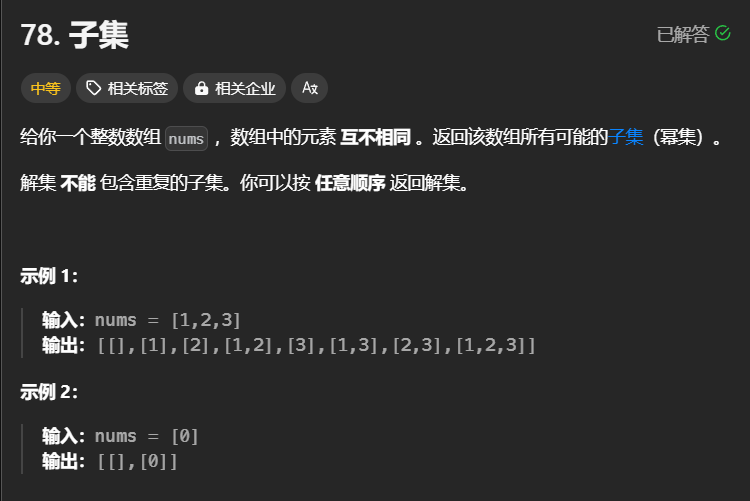 78. 子集
已解答
中等 相关标签 相关企业 Ax
给你一个整数数组 nums ，数组中的元素 互不相同 。返回该数组所有可能的子集（幂集）。
解集 不能 包含重复的子集。你可以按 任意顺序 返回解集。
示例 1：
输入：nums = [1,2,3]
输出：[[],[1],[2],[1,2],[3],[1,3],[2,3],[1,2,3]]
示例 2：
输入：nums = [0]
输出：[[],[0]]